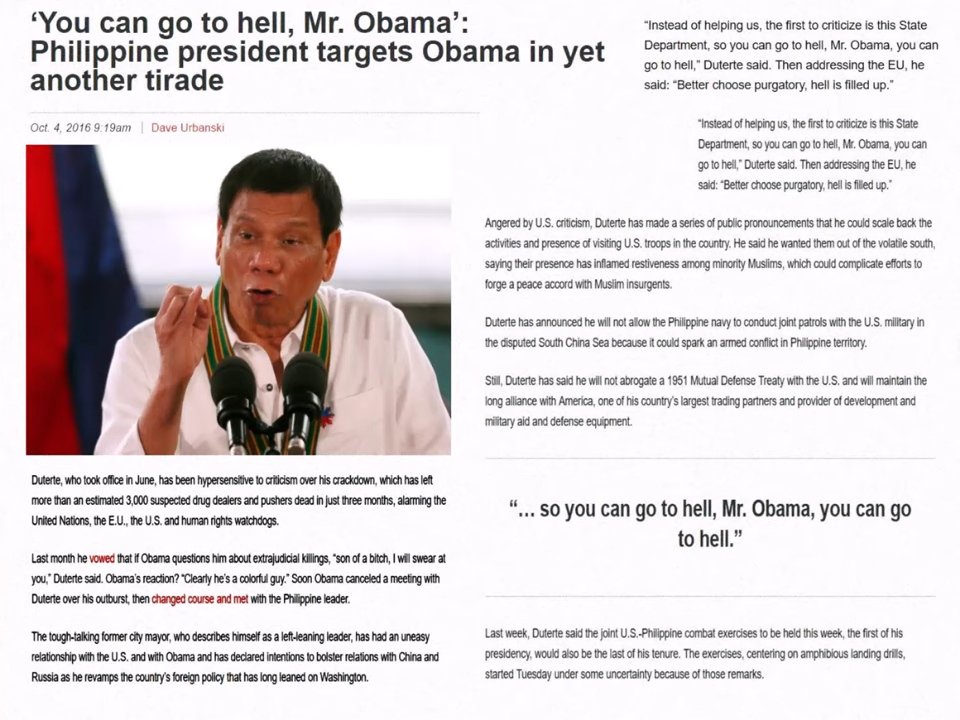 ‘You can go to hell, Mr. Obama’:
Philippine president targets Obama in yet
another tirade
Oct. 4, 2016 9:19am | Dave Urbanski
Duterte, who took office in June, has been hypersensitive to criticism over his crackdown, which has left
more than an estimated 3,000 suspected drug dealers and pushers dead in just three months, alarming the
United Nations, the E.U., the U.S. and human rights watchdogs.
Last month he vowed that if Obama questions him about extrajudicial killings, “son of a bitch, I will swear at
you,” Duterte said. Obama’s reaction? “Clearly he’s a colorful guy.” Soon Obama canceled a meeting with
Duterte over his outburst, then changed course and met with the Philippine leader.
The tough-talking former city mayor, who describes himself as a left-leaning leader, has had an uneasy
relationship with the U.S. and with Obama and has declared intentions to bolster relations with China and
Russia as he revamps the country’s foreign policy that has long leaned on Washington.
“Instead of helping us, the first to criticize is this State
Department, so you can go to hell, Mr. Obama, you can
go to hell,” Duterte said. Then addressing the EU, he
said: “Better choose purgatory, hell is filled up.”
“Instead of helping us, the first to criticize is this State
Department, so you can go to hell, Mr. Obama, you can
go to hell,” Duterte said. Then addressing the EU, he
said: “Better choose purgatory, hell is filled up.”
Angered by U.S. criticism, Duterte has made a series of public pronouncements that he could scale back the
activities and presence of visiting U.S. troops in the country. He said he wanted them out of the volatile south,
saying their presence has inflamed restiveness among minority Muslims, which could complicate efforts to
forge a peace accord with Muslim insurgents.
Duterte has announced he will not allow the Philippine navy to conduct joint patrols with the U.S. military in
the disputed South China Sea because it could spark an armed conflict in Philippine territory.
Still, Duterte has said he will not abrogate a 1951 Mutual Defense Treaty with the U.S. and will maintain the
long alliance with America, one of his country’s largest trading partners and provider of development and
military aid and defense equipment.
“… so you can go to hell, Mr. Obama, you can go
to hell.”
Last week, Duterte said the joint U.S.-Philippine combat exercises to be held this week, the first of his
presidency, would also be the last of his tenure. The exercises, centering on amphibious landing drills,
started Tuesday under some uncertainty because of those remarks.